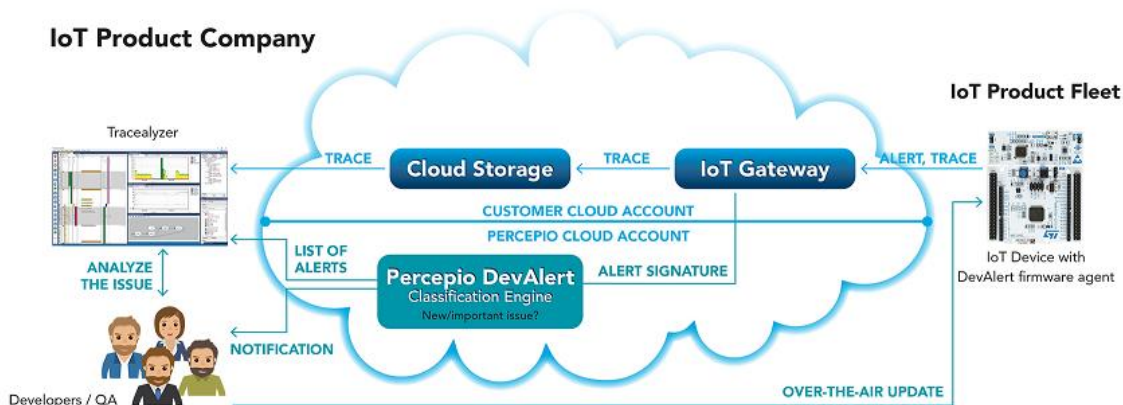 IoT Product Company
IoT Product Fleet
Tracealyzer
TRACE
Cloud Storage
TRACE
IoT Gateway
ALERT, TRACE
CUSTOMER CLOUD ACCOUNT
PERCEPIO CLOUD ACCOUNT
LIST OF
ALERTS
Percepio DevAlert
Classification Engine
New/important issue?
ALERT SIGNATURE
IoT Device with
DevAlert firmware agent
ANALYZE
THE ISSUE
NOTIFICATION
OVER-THE-AIR UPDATE
Developers / QA